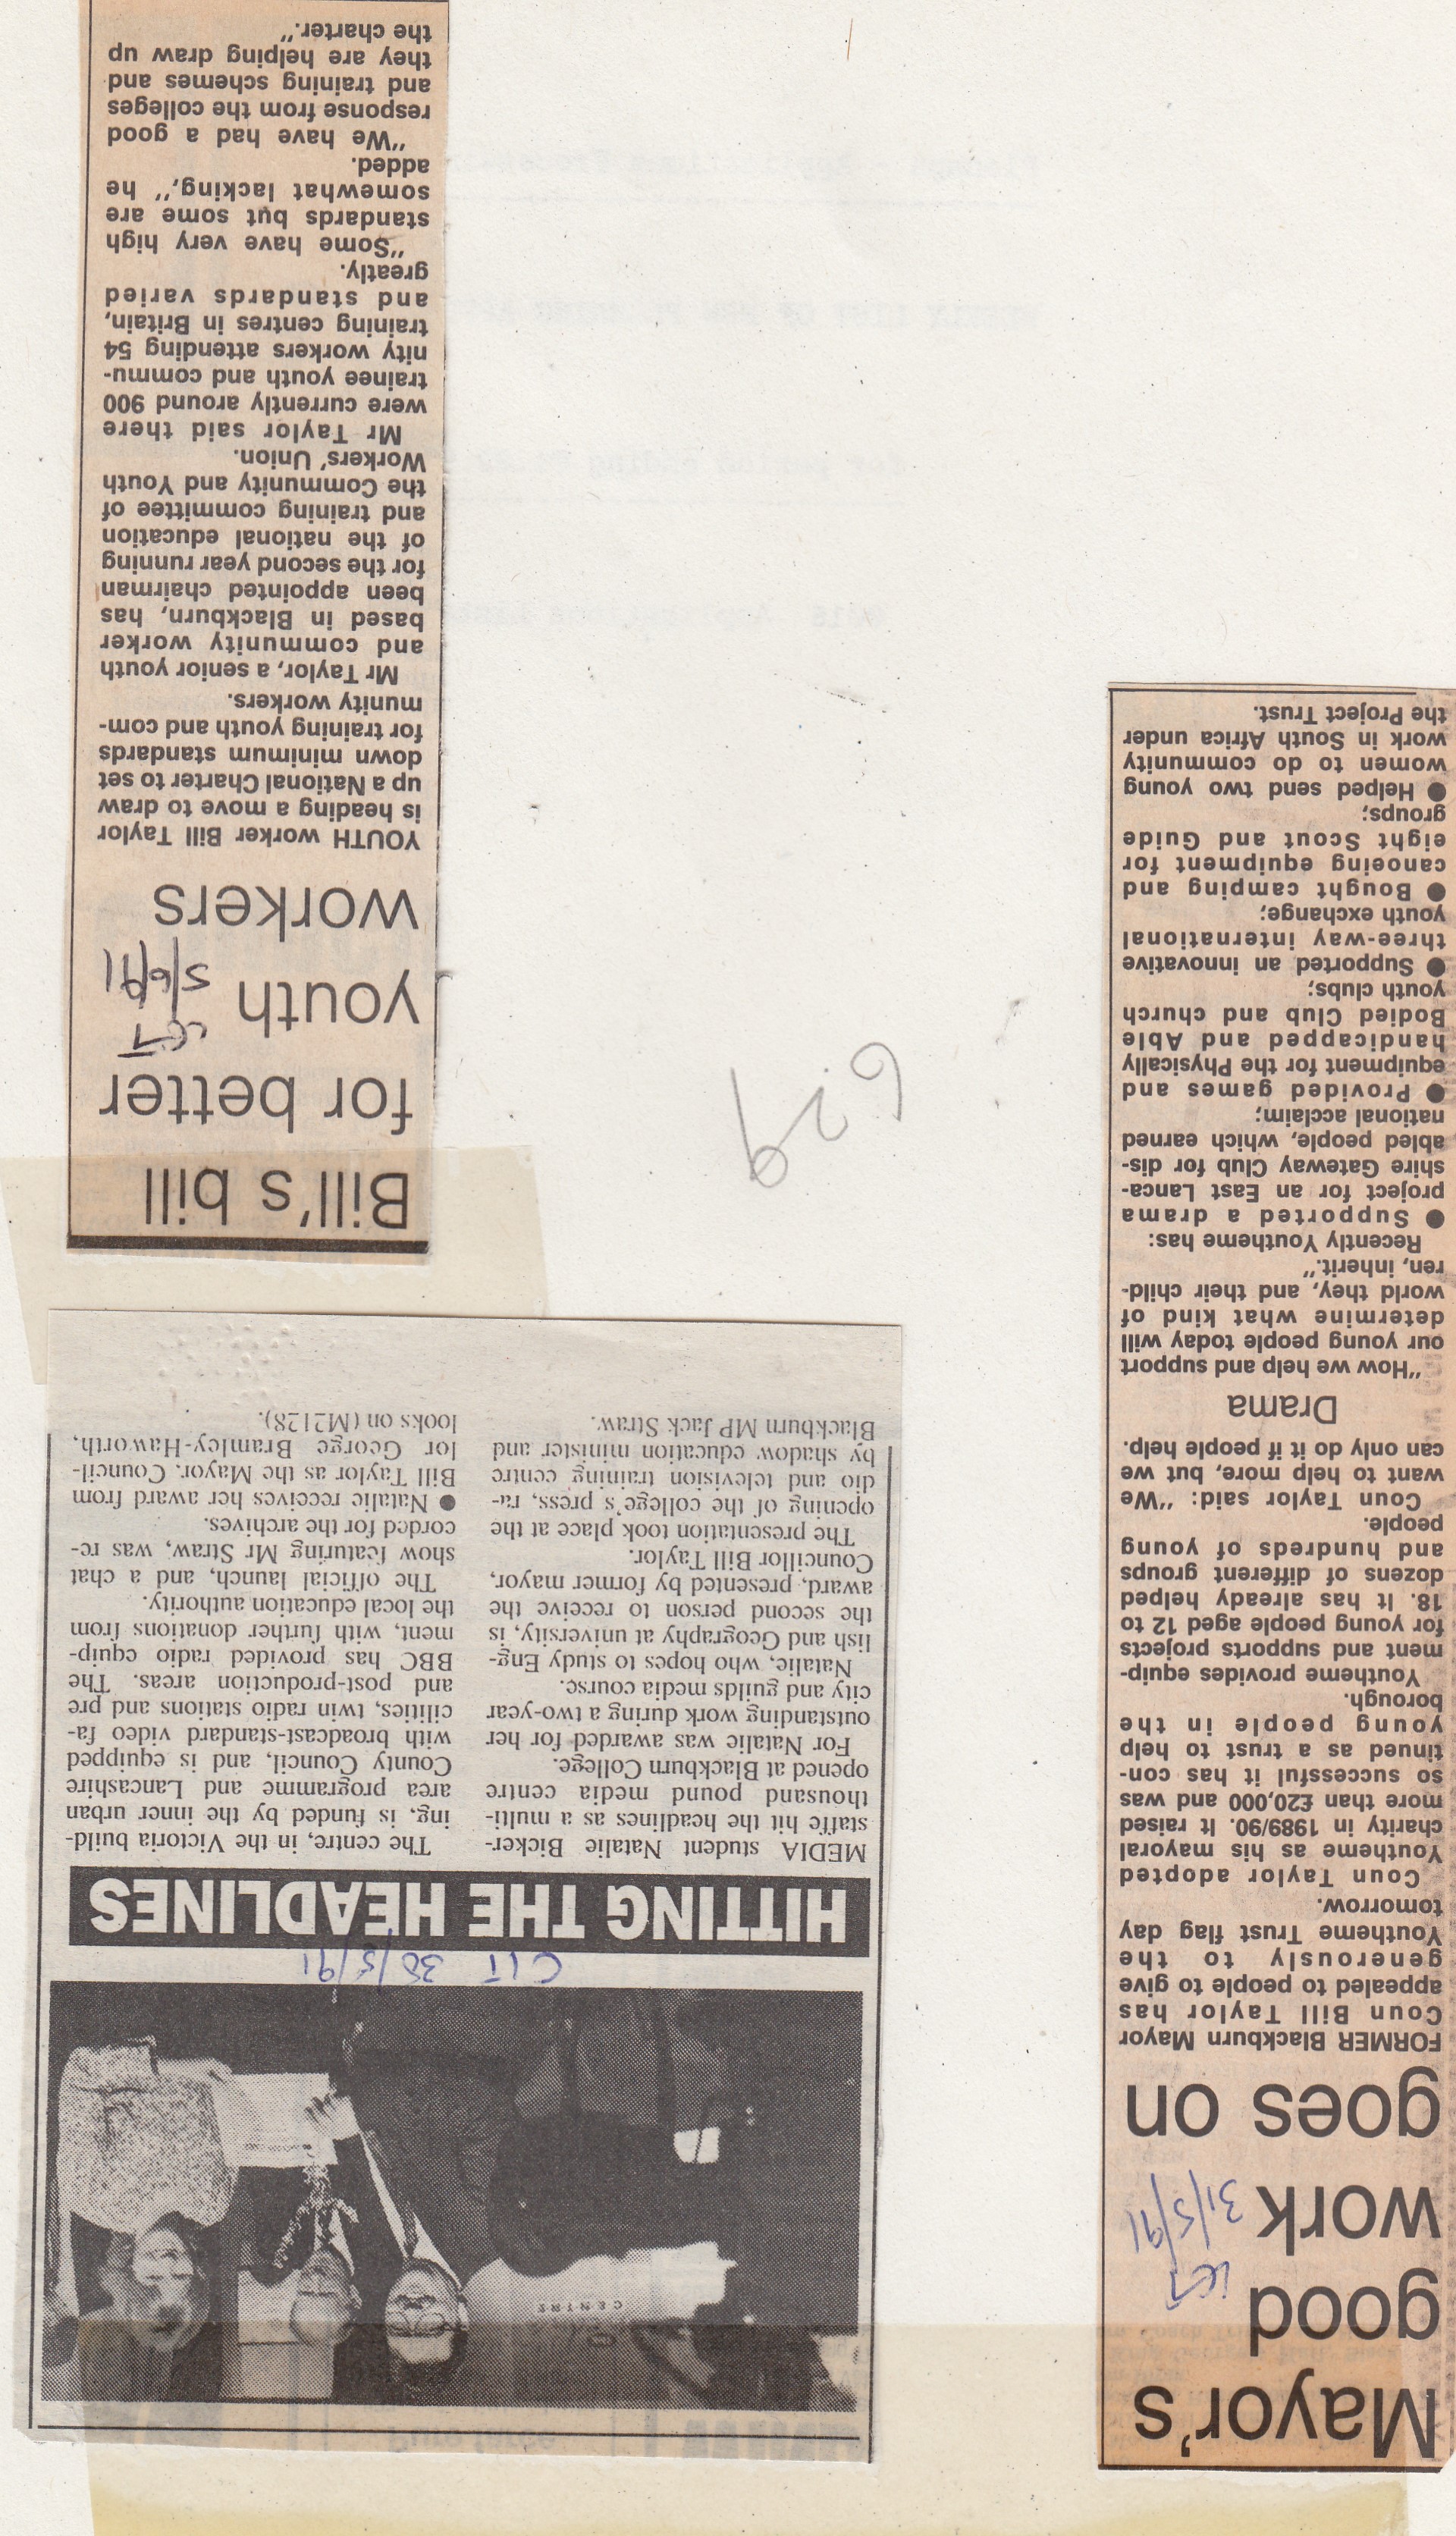 Mayor's
good
LET
work
31/5/91
goes on
FORMER Blackburn Mayor
Coun Bill Taylor has
appealed to people to give
generously to the
Youtheme Trust flag day
tomorrow.
Coun Taylor adopted
Youtheme as his mayoral
charity in 1989/90. It raised
more than £20,000 and was
so successful it has con-
tinued as a trust to help
young people in the
borough.
Youtheme provides equip-
ment and supports projects
for young people aged 12 to
18. It has already helped
dozens of different groups
and hundreds of young
people.
Coun Taylor said: "We
want to help more, but we
can only do it if people help.
Drama
"How we help and support
our young people today will
determine what kind of
world they, and their child-
ren, inherit."
Recently Youtheme has:
● Supported a drama
project for an East Lanca-
shire Gateway Club for dis-
abled people, which earned
national acclaim;
● Provided games and
equipment for the Physically
handicapped and Able
Bodied Club and church
youth clubs;
● Supported an innovative
three-way international
youth exchange;
● Bought camping and
canoeing equipment for
eight Scout and Guide
groups;
● Helped send two young
women to do community
work in South Africa under
the Project Trust.
CENTRE
CIT 30/5/91
HITTING THE HEADLINES
MEDIA student Natalie Bicker-
staffe hit the headlines as a multi-
thousand pound media centre
opened at Blackburn College.
For Natalie was awarded for her
outstanding work during a two-year
city and guilds media course.
Natalie, who hopes to study Eng-
lish and Geography at university, is
the second person to receive the
award, presented by former mayor,
Councillor Bill Taylor.
The presentation took place at the
opening of the college's press, ra-
dio and television training centre
by shadow education minister and
Blackburn MP Jack Straw.
The centre, in the Victoria build-
ing, is funded by the inner urban
area programme and Lancashire
County Council, and is equipped
with broadcast-standard video fa-
cilities, twin radio stations and pre
and post-production areas. The
BBC has provided radio equip-
ment, with further donations from
the local education authority.
The official launch, and a chat
show featuring Mr Straw, was re-
corded for the archives.
● Natalie receives her award from
Bill Taylor as the Mayor. Council-
lor George Bramley-Haworth,
looks on (M2128).
629
Bill's bill
for better
LET
youth
5/6/91
workers
YOUTH worker Bill Taylor
is heading a move to draw
up a National Charter to set
down minimum standards
for training youth and com-
munity workers.
Mr Taylor, a senior youth
and community worker
based in Blackburn, has
been appointed chairman
for the second year running
of the national education
and training committee of
the Community and Youth
Workers' Union.
Mr Taylor said there
were currently around 900
trainee youth and commu-
nity workers attending 54
training centres in Britain,
and standards varied
greatly.
"Some have very high
standards but some are
somewhat lacking," he
added.
"We have had a good
response from the colleges
and training schemes and
they are helping draw up
the charter."